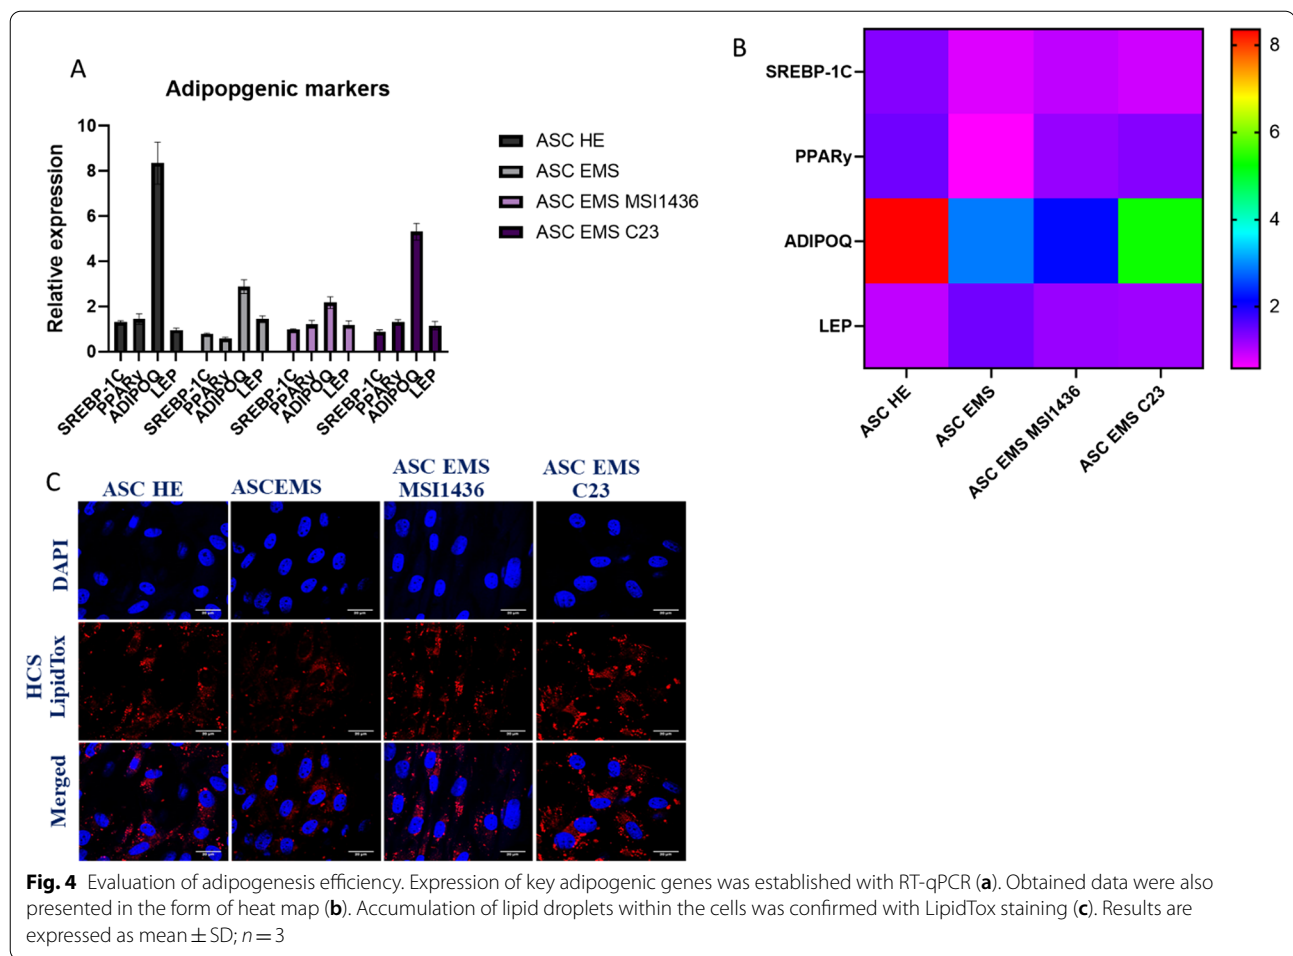 A
Adipopgenic markers
Relative expression
10
8
6
4
2
0
SREBP-1C
PPARγ
ADIPOQ
LEP
SREBP-1C
PPARγ
ADIPOQ
LEP
SREBP-1C
PPARγ
ADIPOQ
LEP
SREBP-1C
PPARγ
ADIPOQ
LEP
ASC HE
ASC EMS
ASC EMS MSI1436
ASC EMS C23
B
SREBP-1C
PPARy
ADIPOQ
LEP
ASC HE
ASC EMS
ASC EMS MSI1436
ASC EMS C23
8
6
4
2
C
ASC HE
ASCEMS
ASC EMS
MSI1436
ASC EMS
C23
DAPI
HCS
LipidTox
Merged
Fig. 4 Evaluation of adipogenesis efficiency. Expression of key adipogenic genes was established with RT-qPCR (a). Obtained data were also
presented in the form of heat map (b). Accumulation of lipid droplets within the cells was confirmed with LipidTox staining (c). Results are
expressed as mean ± SD; n = 3